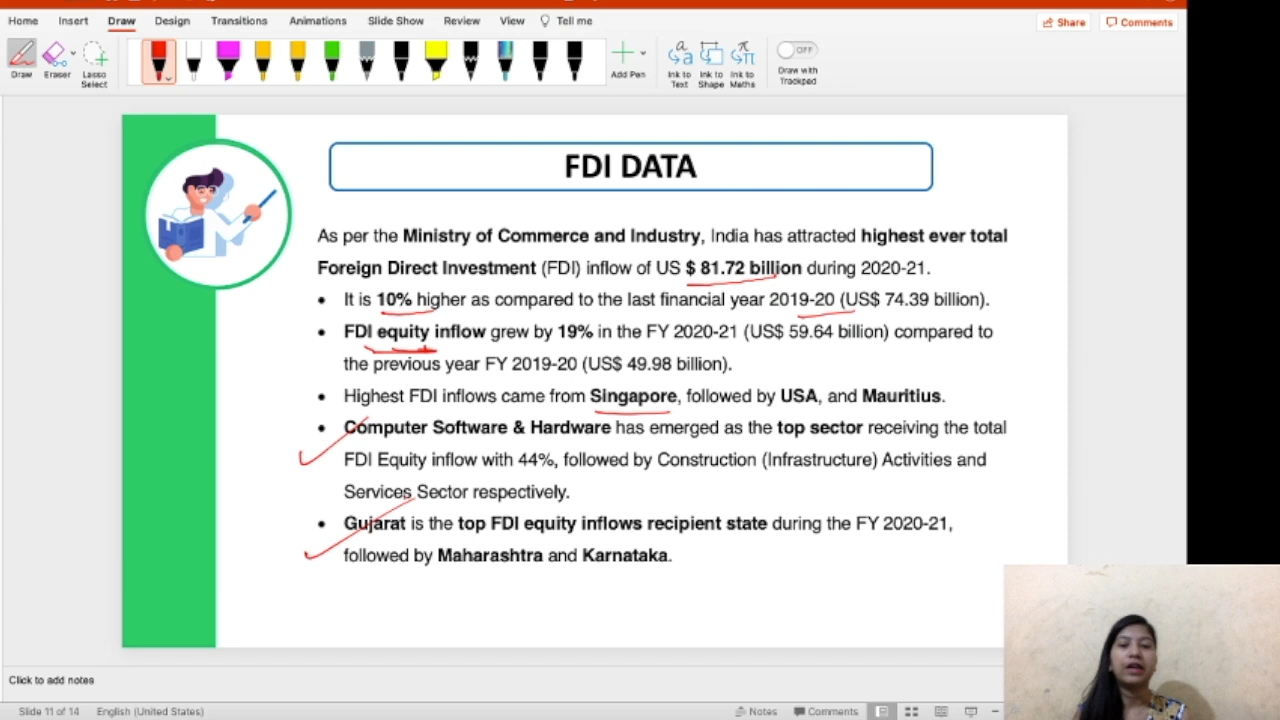 Home Insert Draw Design Transitions Animations Slide Show Review View Tell me Share Comments
Draw Eraser Lasso Select Add Pen Ink to Text Ink to Shape Ink to Maths OFF Draw with Trackpad
FDI DATA
As per the Ministry of Commerce and Industry, India has attracted highest ever total
Foreign Direct Investment (FDI) inflow of US $ 81.72 billion during 2020-21.
• It is 10% higher as compared to the last financial year 2019-20 (US$ 74.39 billion).
• FDI equity inflow grew by 19% in the FY 2020-21 (US$ 59.64 billion) compared to
the previous year FY 2019-20 (US$ 49.98 billion).
• Highest FDI inflows came from Singapore, followed by USA, and Mauritius.
• Computer Software & Hardware has emerged as the top sector receiving the total
FDI Equity inflow with 44%, followed by Construction (Infrastructure) Activities and
Services Sector respectively.
• Gujarat is the top FDI equity inflows recipient state during the FY 2020-21,
followed by Maharashtra and Karnataka.
Click to add notes
Slide 11 of 14 English (United States) Notes Comments